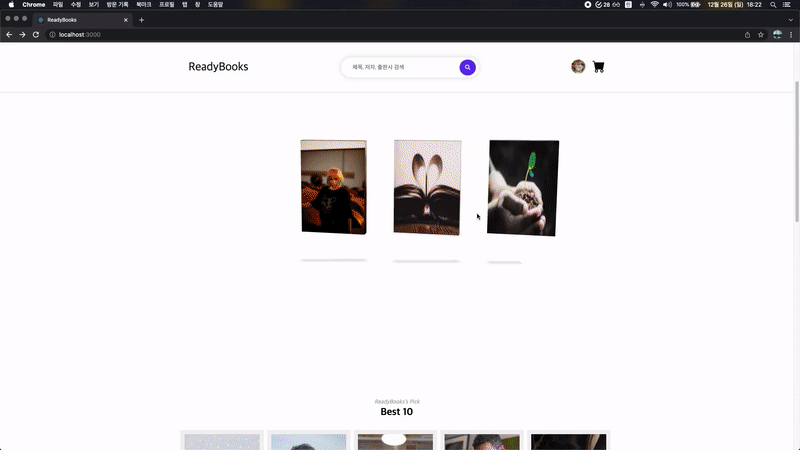 Chrome 파일 수정 보기 방문 기록 북마크 프로필 탭 창 도움말
28 100% 12월 26일 (일) 18:22
ReadyBooks
localhost:3000
ReadyBooks
제목, 저자, 출판사 검색
ReadyBooks's Pick
Best 10